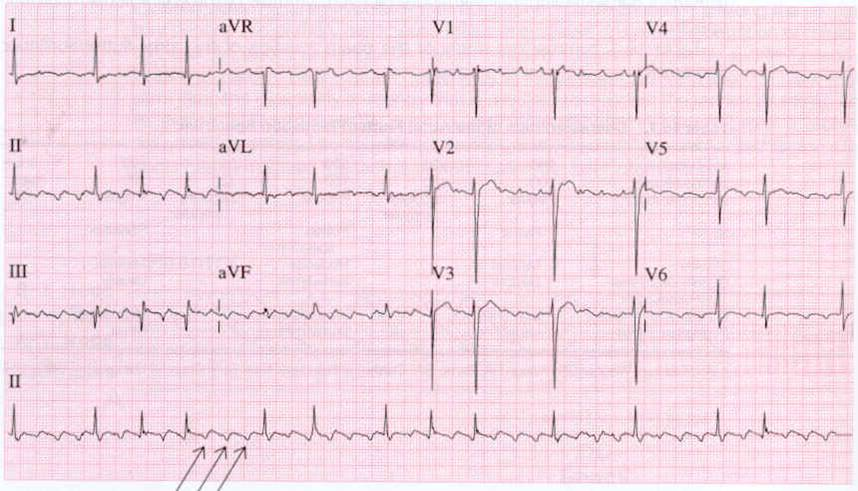 I aVR V1 V4
II aVL V2 V5
III aVF V3 V6
II